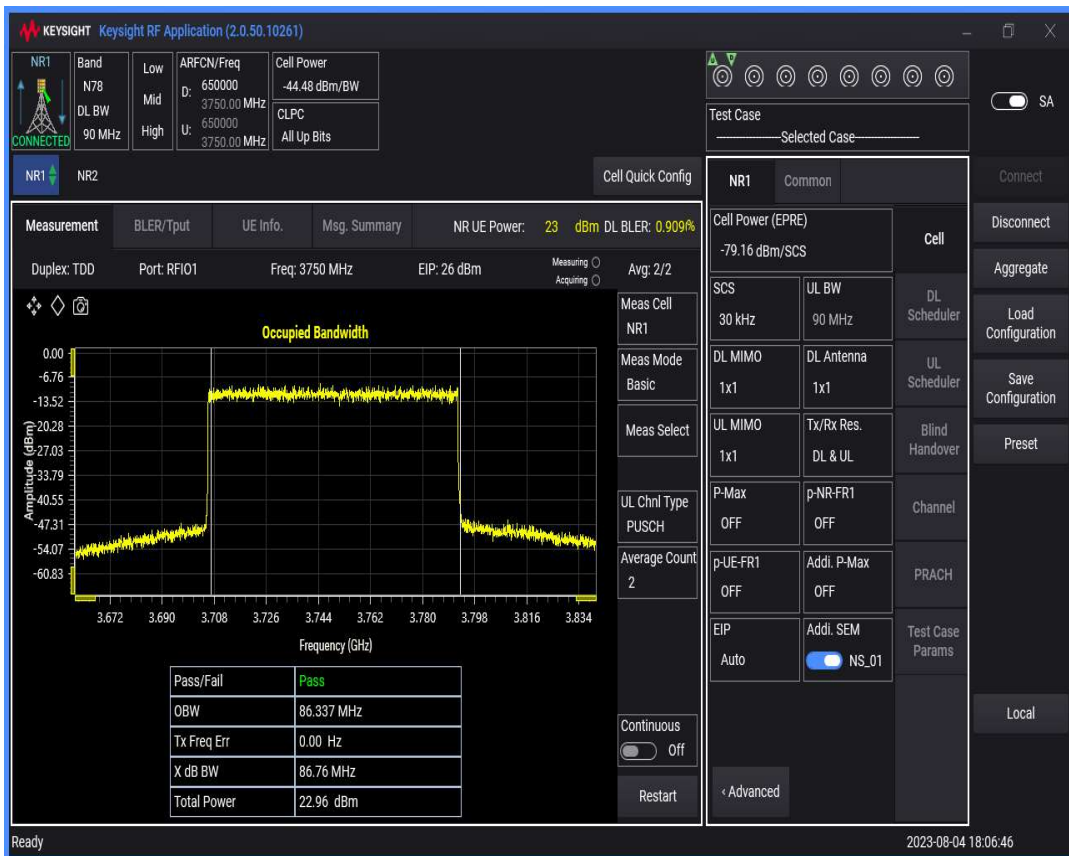 KEYSIGHT Keysight RF Application (2.0.50.10261)
NR1
CONNECTED
Band
N78
DL BW
90 MHz
Low
Mid
High
ARFCN/Freq
D: 650000
3750.00 MHz
U: 650000
3750.00 MHz
Cell Power
-44.48 dBm/BW
CLPC
All Up Bits
Test Case
--------------------Selected Case--------------------
SA
NR1
NR2
Cell Quick Config
NR1
Common
Connect
Disconnect
Aggregate
Load Configuration
Save Configuration
Preset
Local
Measurement
BLER/Tput
UE Info.
Msg. Summary
NR UE Power: 23 dBm DL BLER: 0.909%
Duplex: TDD
Port: RFIO1
Freq: 3750 MHz
EIP: 26 dBm
Measuring
Acquiring
Avg: 2/2
Occupied Bandwidth
Amplitude (dBm)
0.00
-6.76
-13.52
-20.28
-27.03
-33.79
-40.55
-47.31
-54.07
-60.83
3.672 3.690 3.708 3.726 3.744 3.762 3.780 3.798 3.816 3.834
Frequency (GHz)
Pass/Fail Pass
OBW 86.337 MHz
Tx Freq Err 0.00 Hz
X dB BW 86.76 MHz
Total Power 22.96 dBm
Meas Cell
NR1
Meas Mode
Basic
Meas Select
UL Chnl Type
PUSCH
Average Count
2
Continuous
Off
Restart
Cell Power (EPRE)
-79.16 dBm/SCS
SCS
30 kHz
UL BW
90 MHz
DL MIMO
1x1
DL Antenna
1x1
UL MIMO
1x1
Tx/Rx Res.
DL & UL
P-Max
OFF
p-NR-FR1
OFF
p-UE-FR1
OFF
Addi. P-Max
OFF
EIP
Auto
Addi. SEM
NS_01
‹ Advanced
Cell
DL
Scheduler
UL
Scheduler
Blind
Handover
Channel
PRACH
Test Case
Params
Ready
2023-08-04 18:06:46